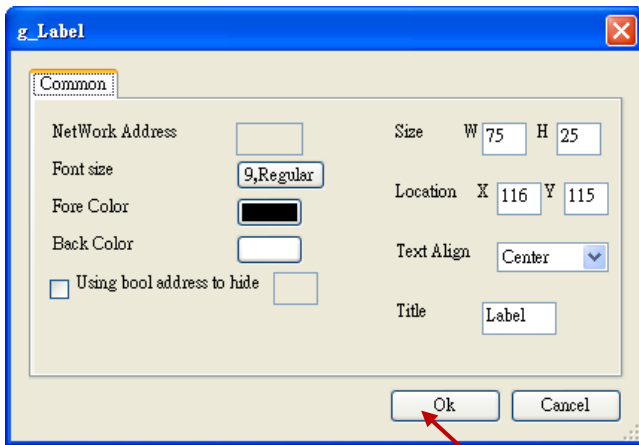 g_Label
Common
NetWork Address
Font size 9,Regular
Fore Color
Back Color
Using bool address to hide
Size W 75 H 25
Location X 116 Y 115
Text Align Center
Title Label
Ok Cancel